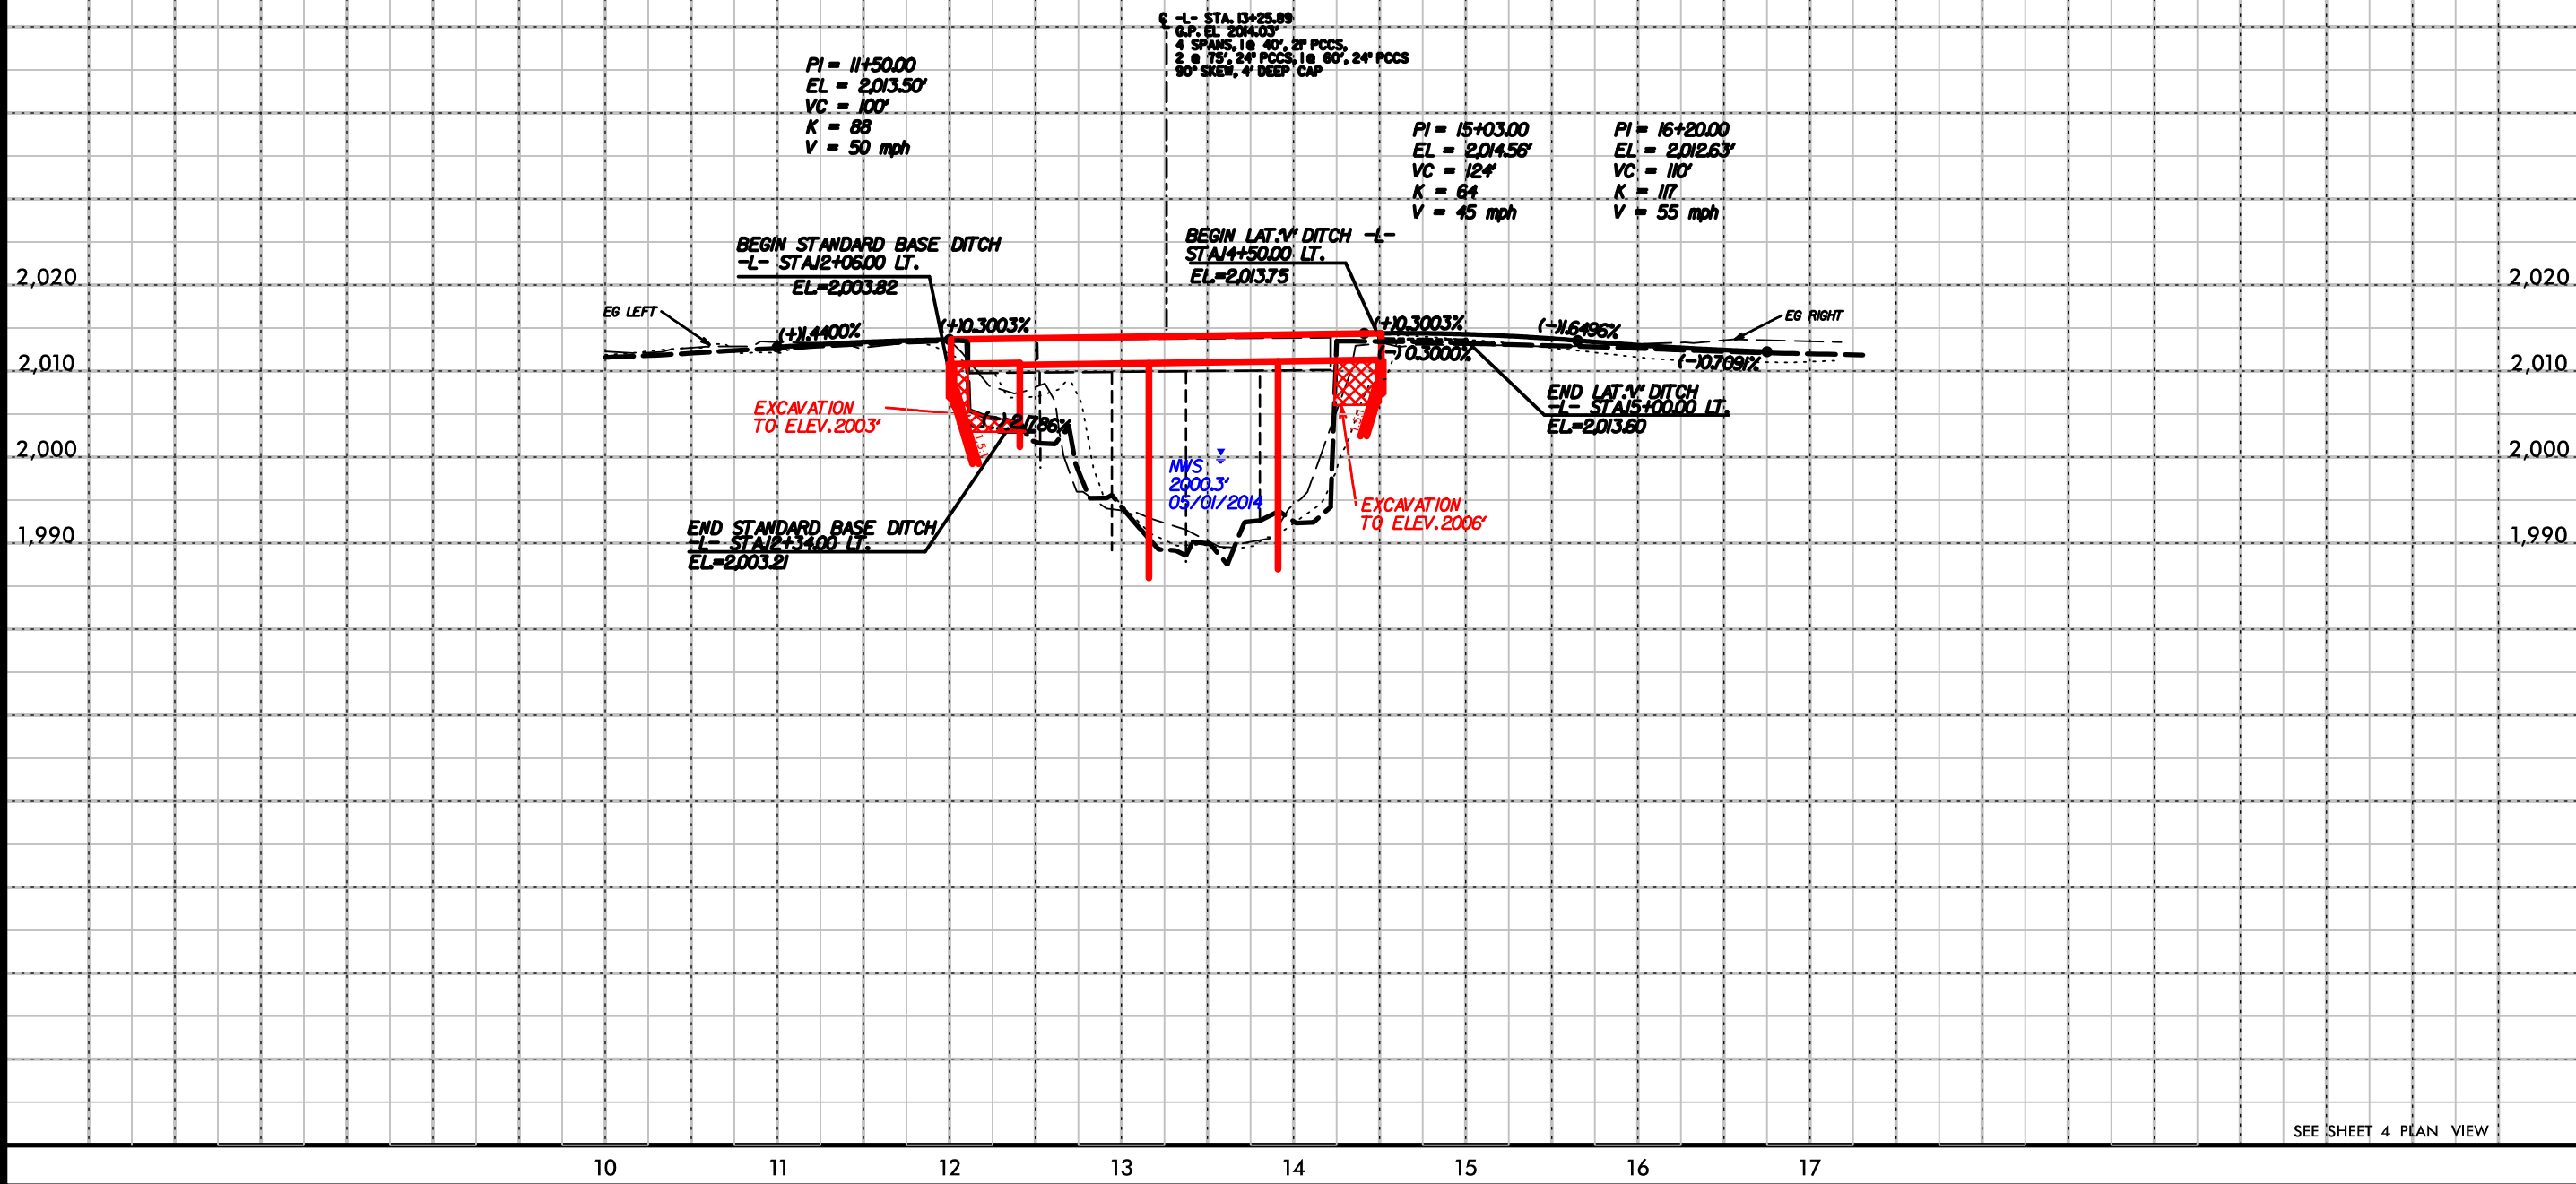 ℄ -L- STA. 13+25.89
G.P. EL 2014.03'
4 SPANS, 1 @ 40', 21" PCCS,
2 @ 75', 24" PCCS, 1 @ 60', 24" PCCS
90° SKEW, 4' DEEP CAP
PI = 11+50.00
EL = 2,013.50'
VC = 100'
K = 88
V = 50 mph
PI = 15+03.00
EL = 2,014.56'
VC = 124'
K = 64
V = 45 mph
PI = 16+20.00
EL = 2,012.63'
VC = 110'
K = 117
V = 55 mph
BEGIN STANDARD BASE DITCH
-L- STA.12+06.00 LT.
EL.=2,003.82
BEGIN LAT.'V' DITCH -L-
STA.14+50.00 LT.
EL.=2,013.75
2,020
2,020
EG LEFT
(+)1.4400%
(+)0.3003%
(+)0.3003%
(-)1.6496%
EG RIGHT
2,010
(-)0.3000%
(-)0.7091%
2,010
END LAT.'V' DITCH
-L- STA.15+00.00 LT.
EL.=2,013.60
EXCAVATION
TO ELEV.2003'
(-)2.1786%
1.5:1
1.5:1
2,000
2,000
NWS
2000.3'
05/01/2014
EXCAVATION
TO ELEV.2006'
END STANDARD BASE DITCH
-L- STA.12+34.00 LT.
EL.=2,003.21
1,990
1,990
SEE SHEET 4 PLAN VIEW
10 11 12 13 14 15 16 17